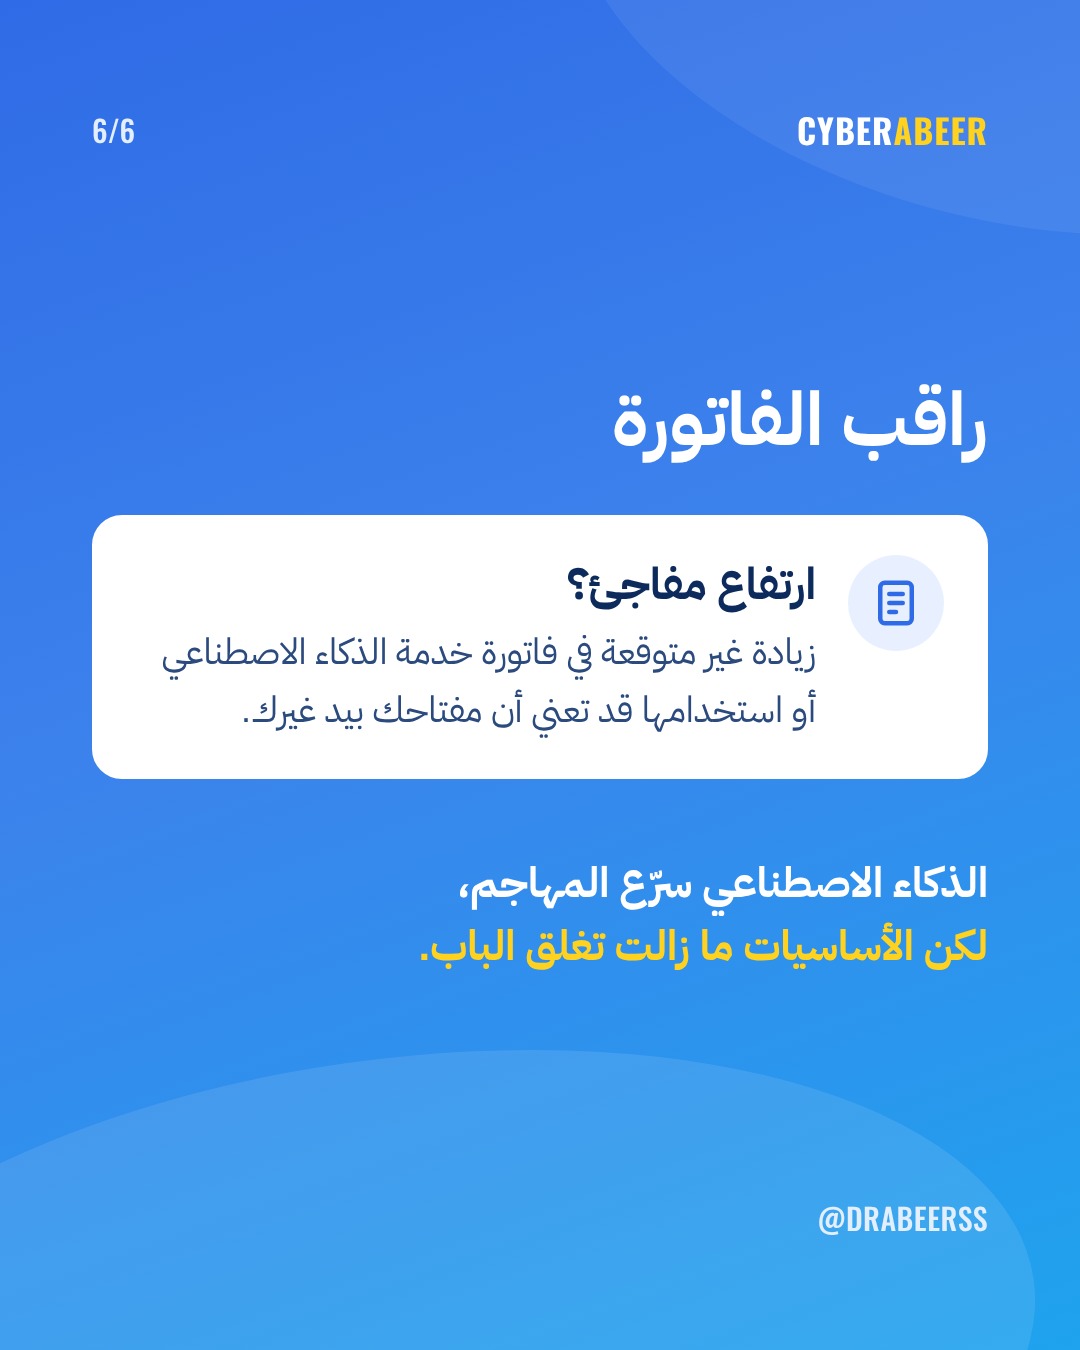 CYBERABEER
6/6
راقب الفاتورة
ارتفاع مفاجئ؟
زيادة غير متوقعة في فاتورة خدمة الذكاء الاصطناعي
أو استخدامها قد تعني أن مفتاحك بيد غيرك.
الذكاء الاصطناعي سرّع المهاجم،
لكن الأساسيات ما زالت تغلق الباب.
@DRABEERSS